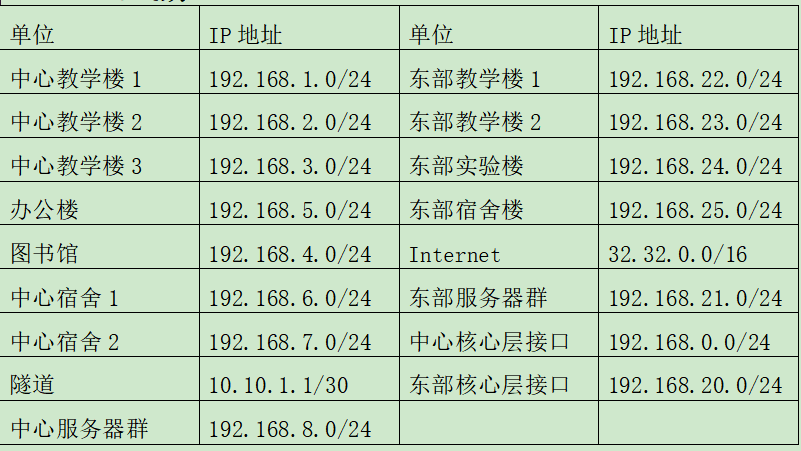 单位 IP 地址 单位 IP 地址
中心教学楼 1 192.168.1.0/24 东部教学楼 1 192.168.22.0/24
中心教学楼 2 192.168.2.0/24 东部教学楼 2 192.168.23.0/24
中心教学楼 3 192.168.3.0/24 东部实验楼 192.168.24.0/24
办公楼 192.168.5.0/24 东部宿舍楼 192.168.25.0/24
图书馆 192.168.4.0/24 Internet 32.32.0.0/16
中心宿舍 1 192.168.6.0/24 东部服务器群 192.168.21.0/24
中心宿舍 2 192.168.7.0/24 中心核心层接口 192.168.0.0/24
隧道 10.10.1.1/30 东部核心层接口 192.168.20.0/24
中心服务器群 192.168.8.0/24